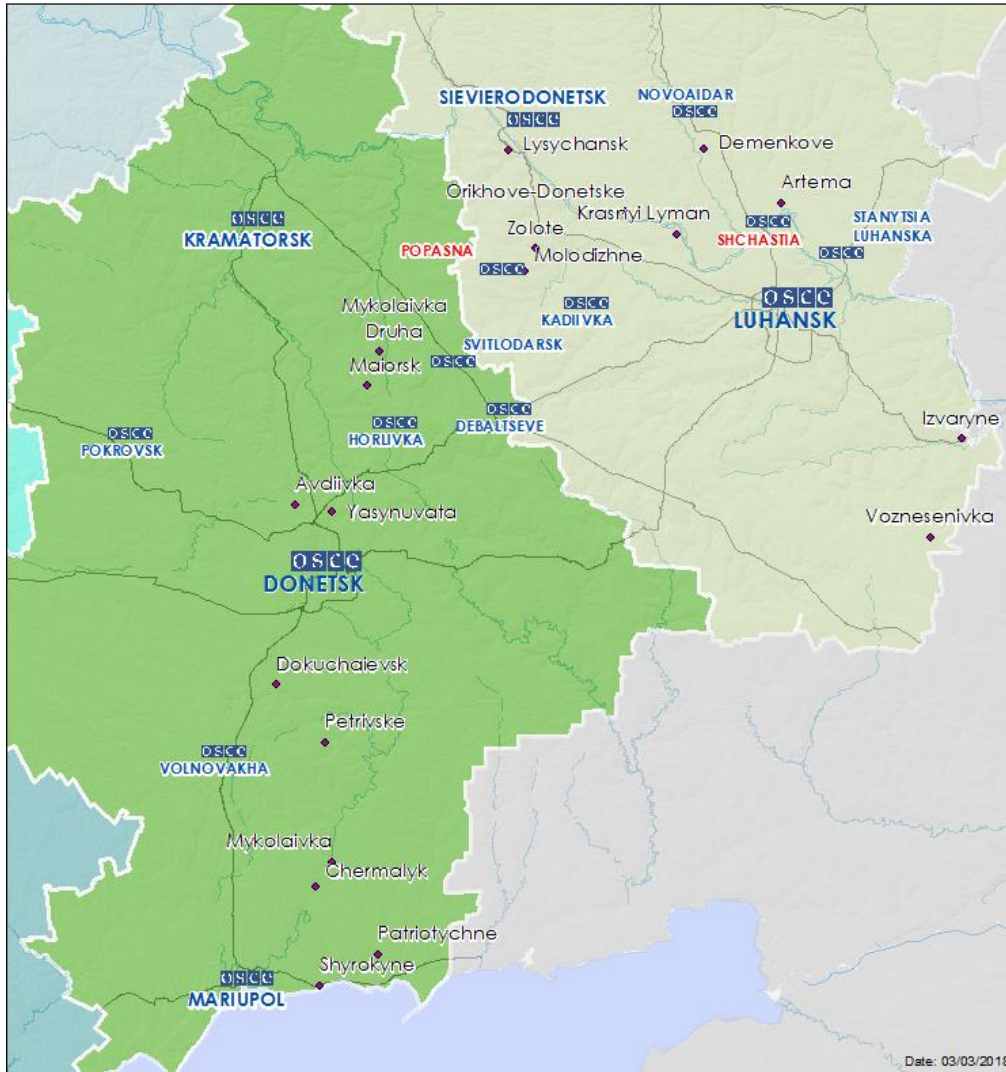 SIEVIERODONETSK
OSCE
NOVOAIDAR
OSCE
Lysychansk
Demenkove
Orikhove-Donetske
Artema
OSCE
KRAMATORSK
Krasnyi Lyman
OSCE
SHCHASTIA
STANYTSIA
LUHANSKA
OSCE
POPASNA
Zolote
Molodizhne
OSCE
OSCE
KADIIVKA
OSCE
LUHANSK
Mykolaivka
Druha
SVITLODARSK
OSCE
Maiorsk
OSCE
DEBALTSEVE
OSCE
HORLIVKA
OSCE
POKROVSK
Izvaryne
Avdiivka
Yasynuvata
Voznesenivka
OSCE
DONETSK
Dokuchaievsk
Petrivske
OSCE
VOLNOVAKHA
Mykolaivka
Chermalyk
Patriotychne
Shyrokyne
OSCE
MARIUPOL
Date: 03/03/2018